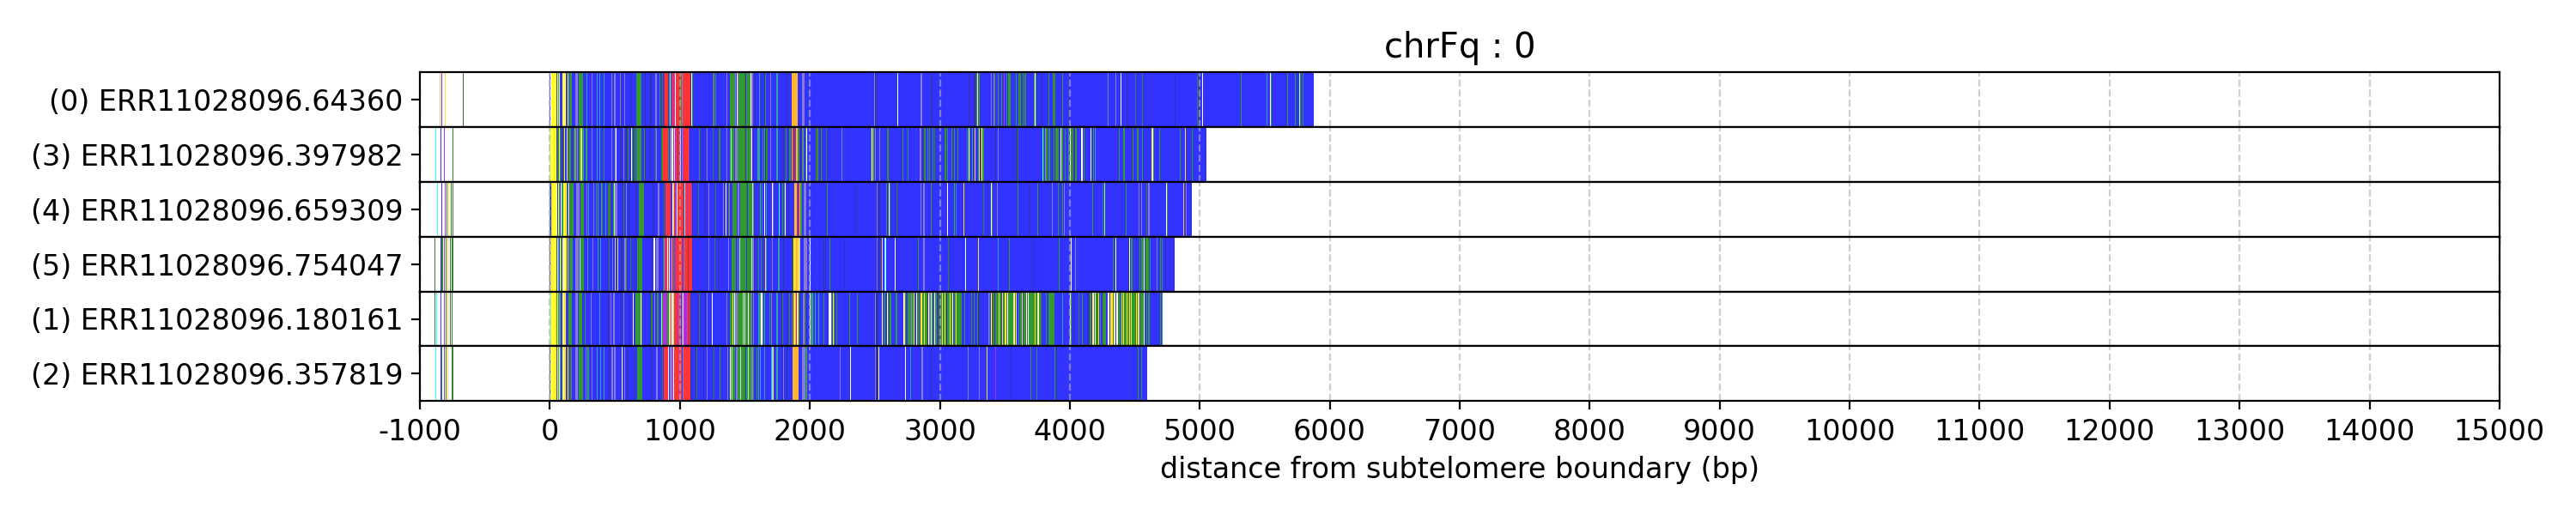 chrFq : 0
(0) ERR11028096.64360
(3) ERR11028096.397982
(4) ERR11028096.659309
(5) ERR11028096.754047
(1) ERR11028096.180161
(2) ERR11028096.357819
-1000 0 1000 2000 3000 4000 5000 6000 7000 8000 9000 10000 11000 12000 13000 14000 15000
distance from subtelomere boundary (bp)